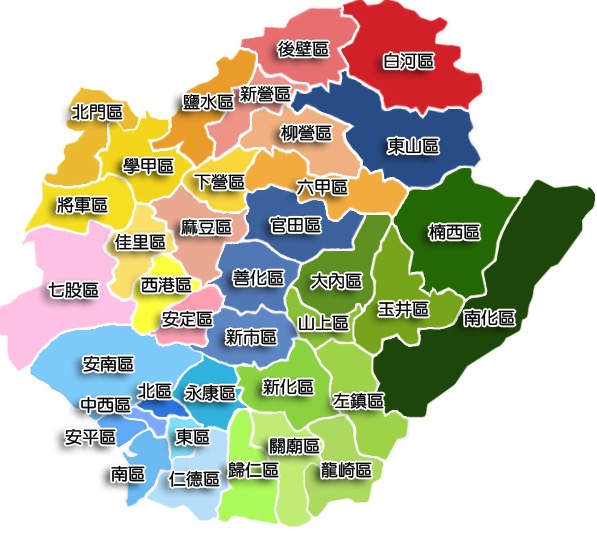 後壁區
白河區
新營區
鹽水區
北門區
柳營區
東山區
學甲區
下營區
六甲區
將軍區
麻豆區
官田區
楠西區
佳里區
善化區
大內區
七股區
西港區
玉井區
南化區
安定區
山上區
新市區
安南區
北區
永康區
新化區
左鎮區
中西區
安平區
東區
關廟區
南區
仁德區
歸仁區
龍崎區